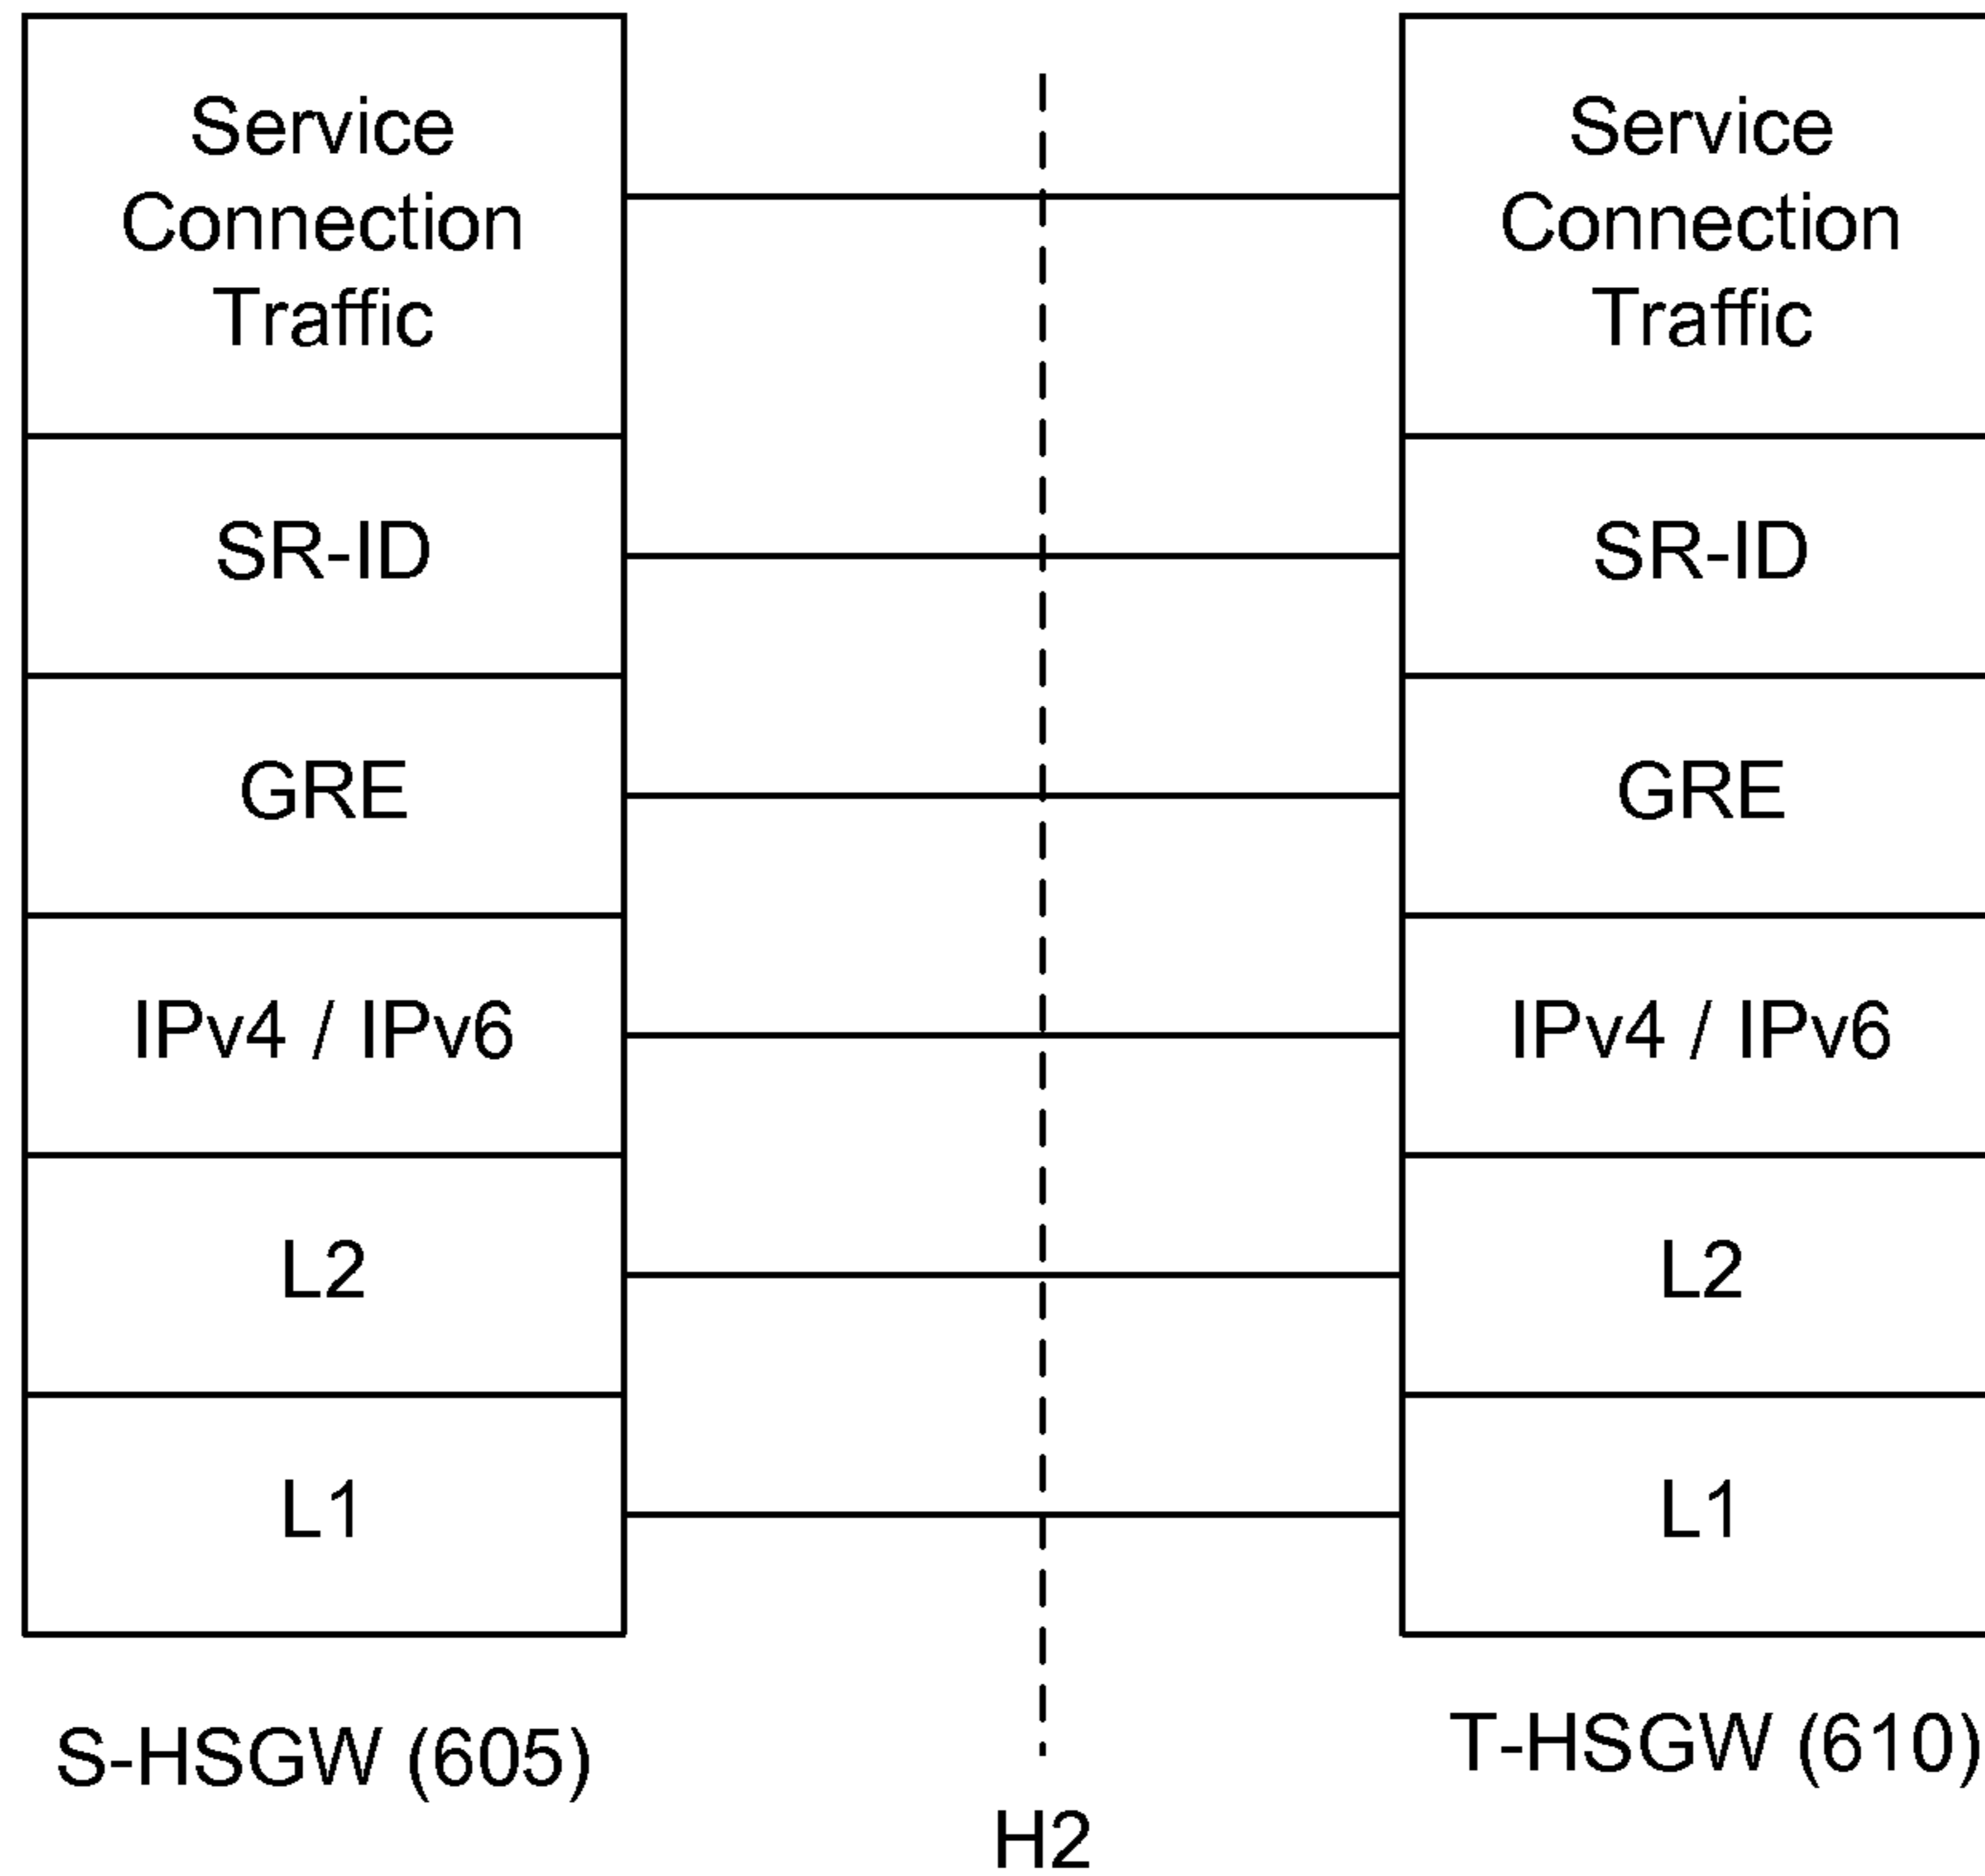 Service
Connection
Traffic
SR-ID
GRE
IPv4 / IPv6
L2
L1
S-HSGW (605)
Service
Connection
Traffic
SR-ID
GRE
IPv4 / IPv6
L2
L1
T-HSGW (610)
H2